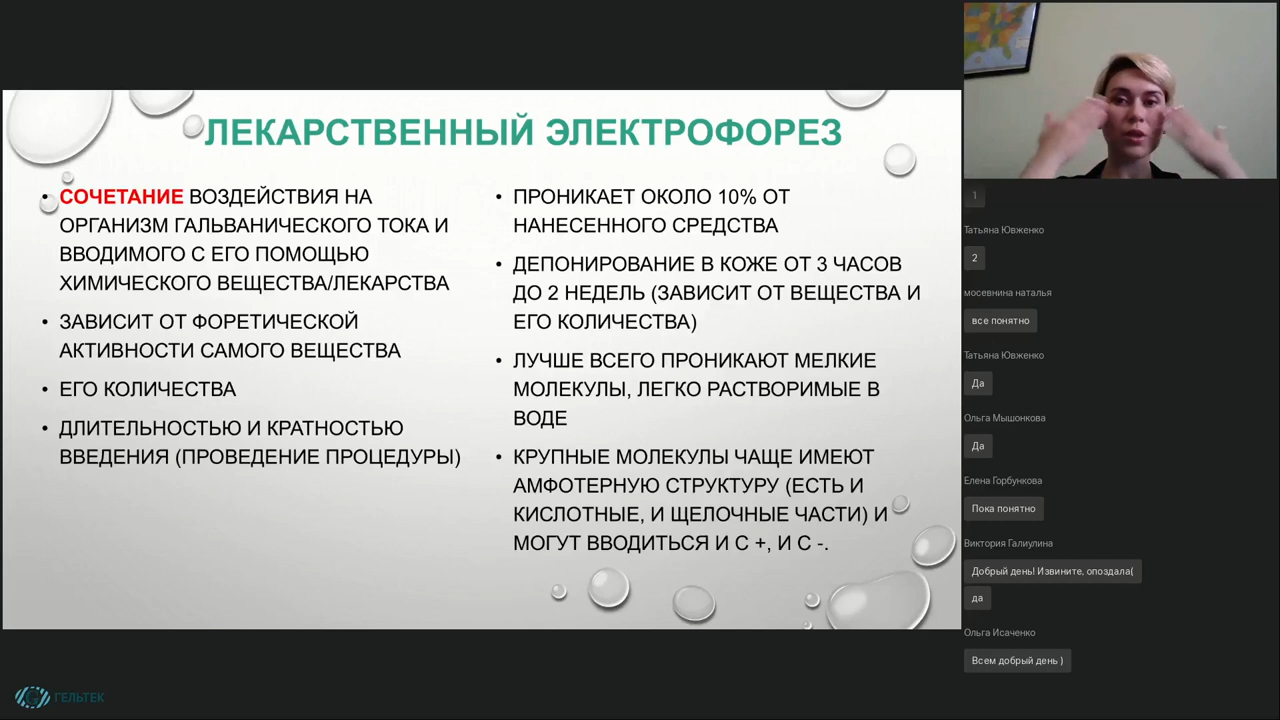 ЛЕКАРСТВЕННЫЙ ЭЛЕКТРОФОРЕЗ
• СОЧЕТАНИЕ ВОЗДЕЙСТВИЯ НА
ОРГАНИЗМ ГАЛЬВАНИЧЕСКОГО ТОКА И
ВВОДИМОГО С ЕГО ПОМОЩЬЮ
ХИМИЧЕСКОГО ВЕЩЕСТВА/ЛЕКАРСТВА
• ЗАВИСИТ ОТ ФОРЕТИЧЕСКОЙ
АКТИВНОСТИ САМОГО ВЕЩЕСТВА
• ЕГО КОЛИЧЕСТВА
• ДЛИТЕЛЬНОСТЬЮ И КРАТНОСТЬЮ
ВВЕДЕНИЯ (ПРОВЕДЕНИЕ ПРОЦЕДУРЫ)
• ПРОНИКАЕТ ОКОЛО 10% ОТ
НАНЕСЕННОГО СРЕДСТВА
• ДЕПОНИРОВАНИЕ В КОЖЕ ОТ 3 ЧАСОВ
ДО 2 НЕДЕЛЬ (ЗАВИСИТ ОТ ВЕЩЕСТВА И
ЕГО КОЛИЧЕСТВА)
• ЛУЧШЕ ВСЕГО ПРОНИКАЮТ МЕЛКИЕ
МОЛЕКУЛЫ, ЛЕГКО РАСТВОРИМЫЕ В
ВОДЕ
• КРУПНЫЕ МОЛЕКУЛЫ ЧАЩЕ ИМЕЮТ
АМФОТЕРНУЮ СТРУКТУРУ (ЕСТЬ И
КИСЛОТНЫЕ, И ЩЕЛОЧНЫЕ ЧАСТИ) И
МОГУТ ВВОДИТЬСЯ И С +, И С -.
1
Татьяна Ювженко
2
мосевнина наталья
все понятно
Татьяна Ювженко
Да
Ольга Мышонкова
Да
Елена Горбункова
Пока понятно
Виктория Галиулина
Добрый день! Извините, опоздала(
да
Ольга Исаченко
Всем добрый день )
ГЕЛЬТЕК